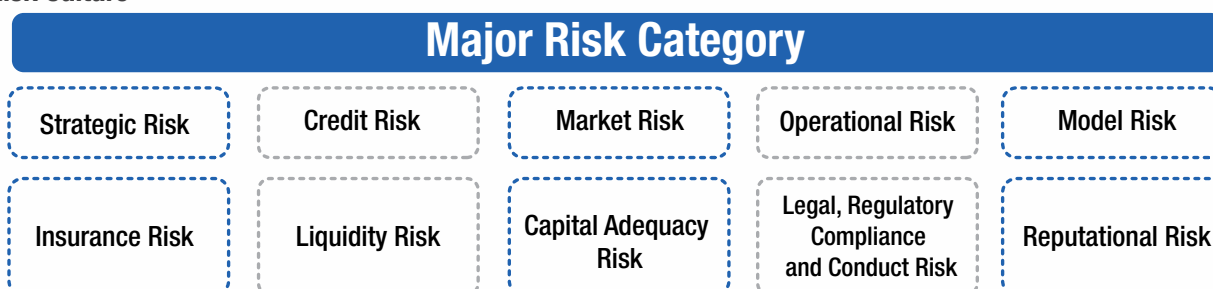 Major Risk Category
Strategic Risk
Credit Risk
Market Risk
Operational Risk
Model Risk
Insurance Risk
Liquidity Risk
Capital Adequacy
Risk
Legal, Regulatory
Compliance
and Conduct Risk
Reputational Risk